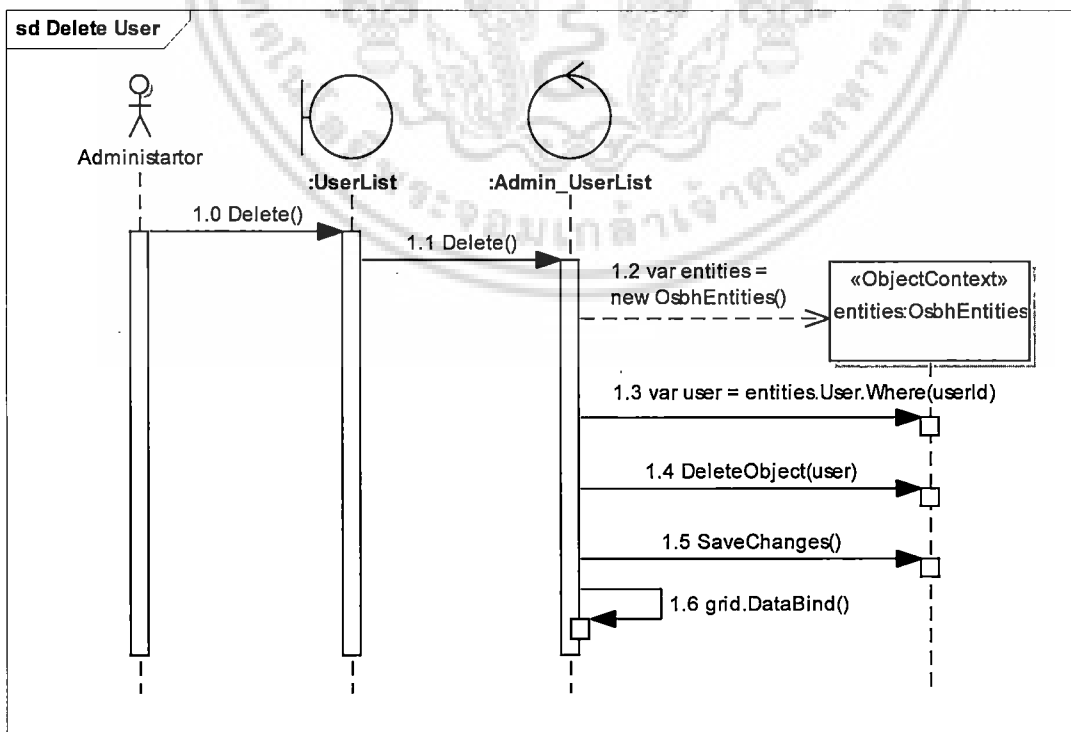 sd Delete User
Administartor
:UserList
:Admin_UserList
1.0 Delete()
1.1 Delete()
1.2 var entities =
new OsbhEntities()
«ObjectContext»
entities:OsbhEntities
1.3 var user = entities.User.Where(userId)
1.4 DeleteObject(user)
1.5 SaveChanges()
1.6 grid.DataBind()